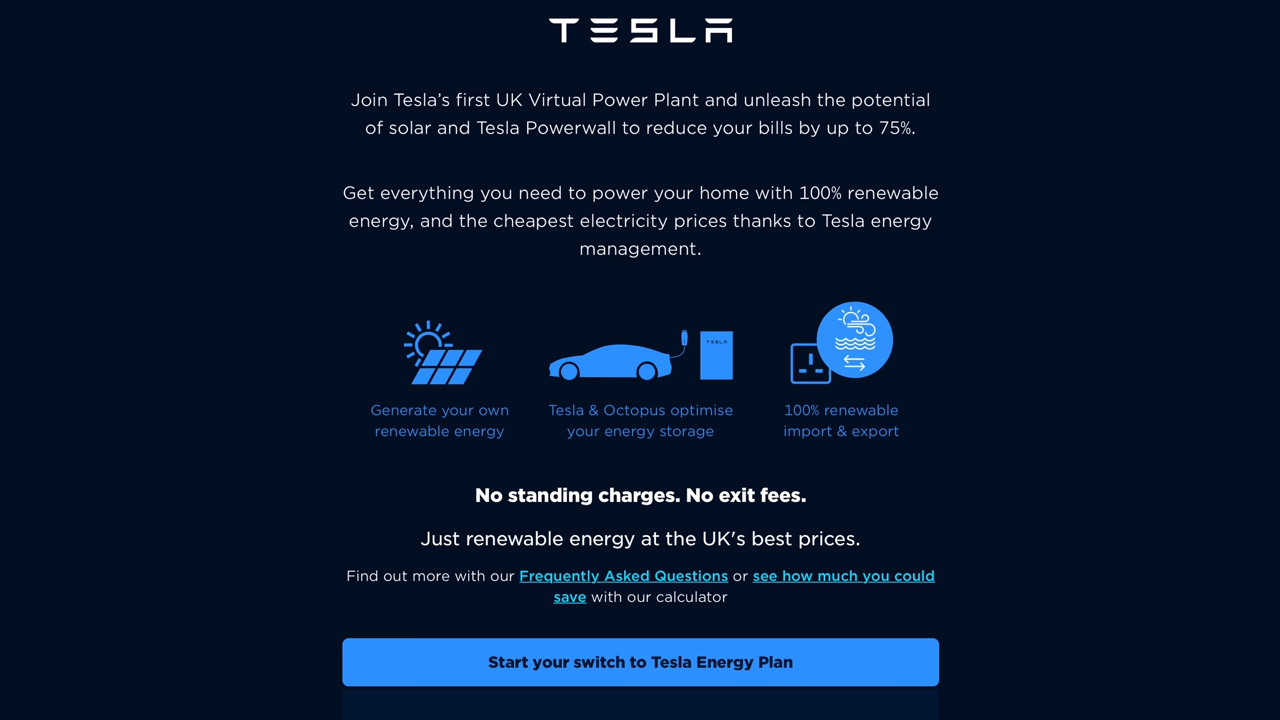 TESLA
Join Tesla’s first UK Virtual Power Plant and unleash the potential
of solar and Tesla Powerwall to reduce your bills by up to 75%.
Get everything you need to power your home with 100% renewable
energy, and the cheapest electricity prices thanks to Tesla energy
management.
TESLA
Generate your own
renewable energy
Tesla & Octopus optimise
your energy storage
100% renewable
import & export
No standing charges. No exit fees.
Just renewable energy at the UK's best prices.
Find out more with our Frequently Asked Questions or see how much you could
save with our calculator
Start your switch to Tesla Energy Plan